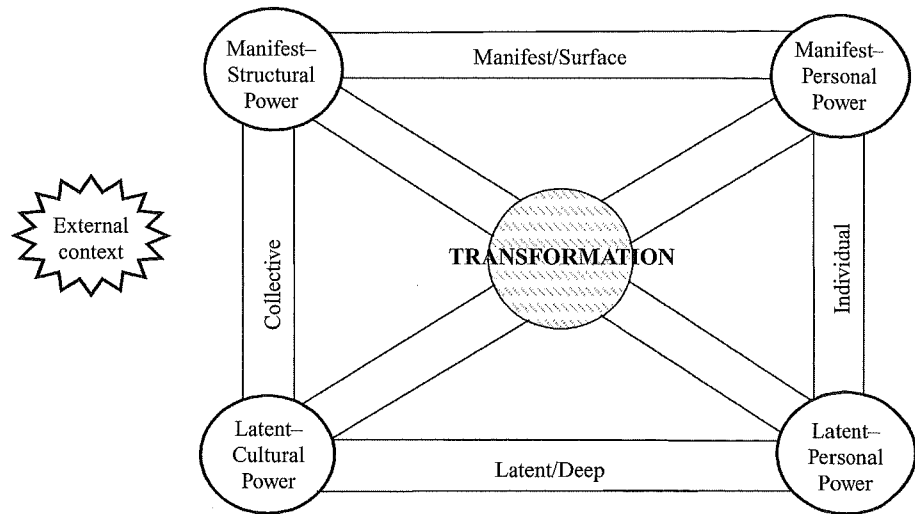 Manifest–
Structural
Power
Manifest/Surface
Manifest–
Personal
Power
External
context
Collective
TRANSFORMATION
Individual
Latent–
Cultural
Power
Latent/Deep
Latent–
Personal
Power